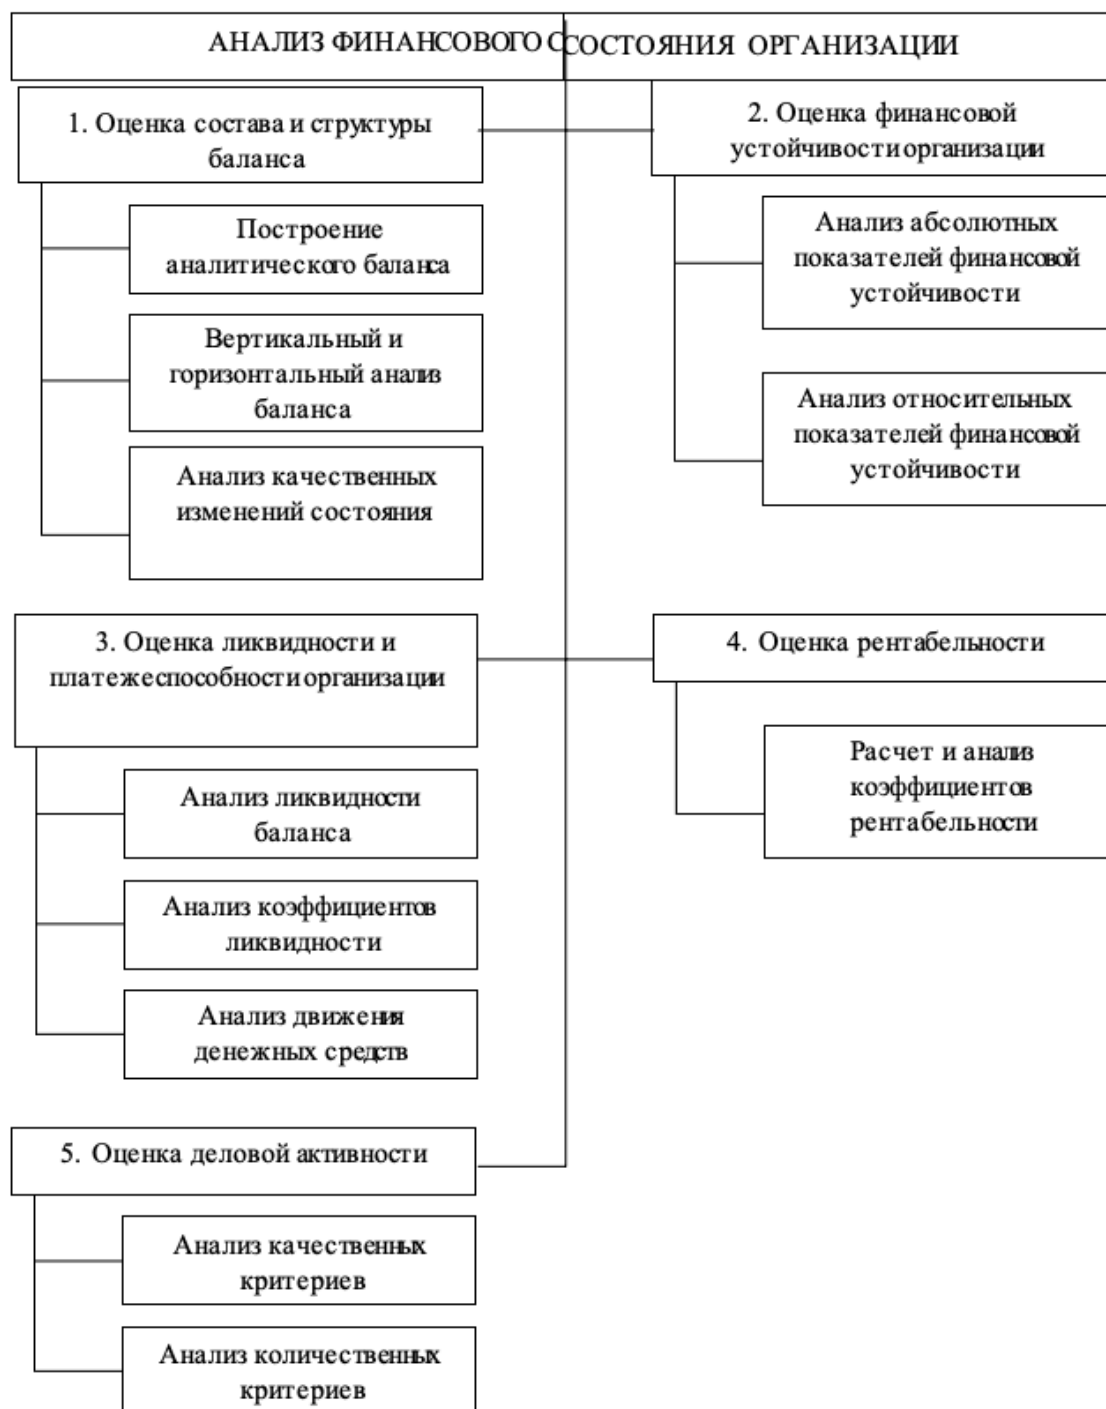 АНАЛИЗ ФИНАНСОВОГО С СОСТОЯНИЯ ОРГАНИЗАЦИИ
1. Оценка состава и структуры
баланса
Построение
аналитического баланса
Вертикальный и
горизонтальный анализ
баланса
Анализ качественных
изменений состояния
2. Оценка финансовой
устойчивости организации
Анализ абсолютных
показателей финансовой
устойчивости
Анализ относительных
показателей финансовой
устойчивости
3. Оценка ликвидности и
платежеспособности организации
Анализ ликвидности
баланса
Анализ коэффициентов
ликвидности
Анализ движения
денежных средств
4. Оценка рентабельности
Расчет и анализ
коэффициентов
рентабельности
5. Оценка деловой активности
Анализ качественных
критериев
Анализ количественных
критериев